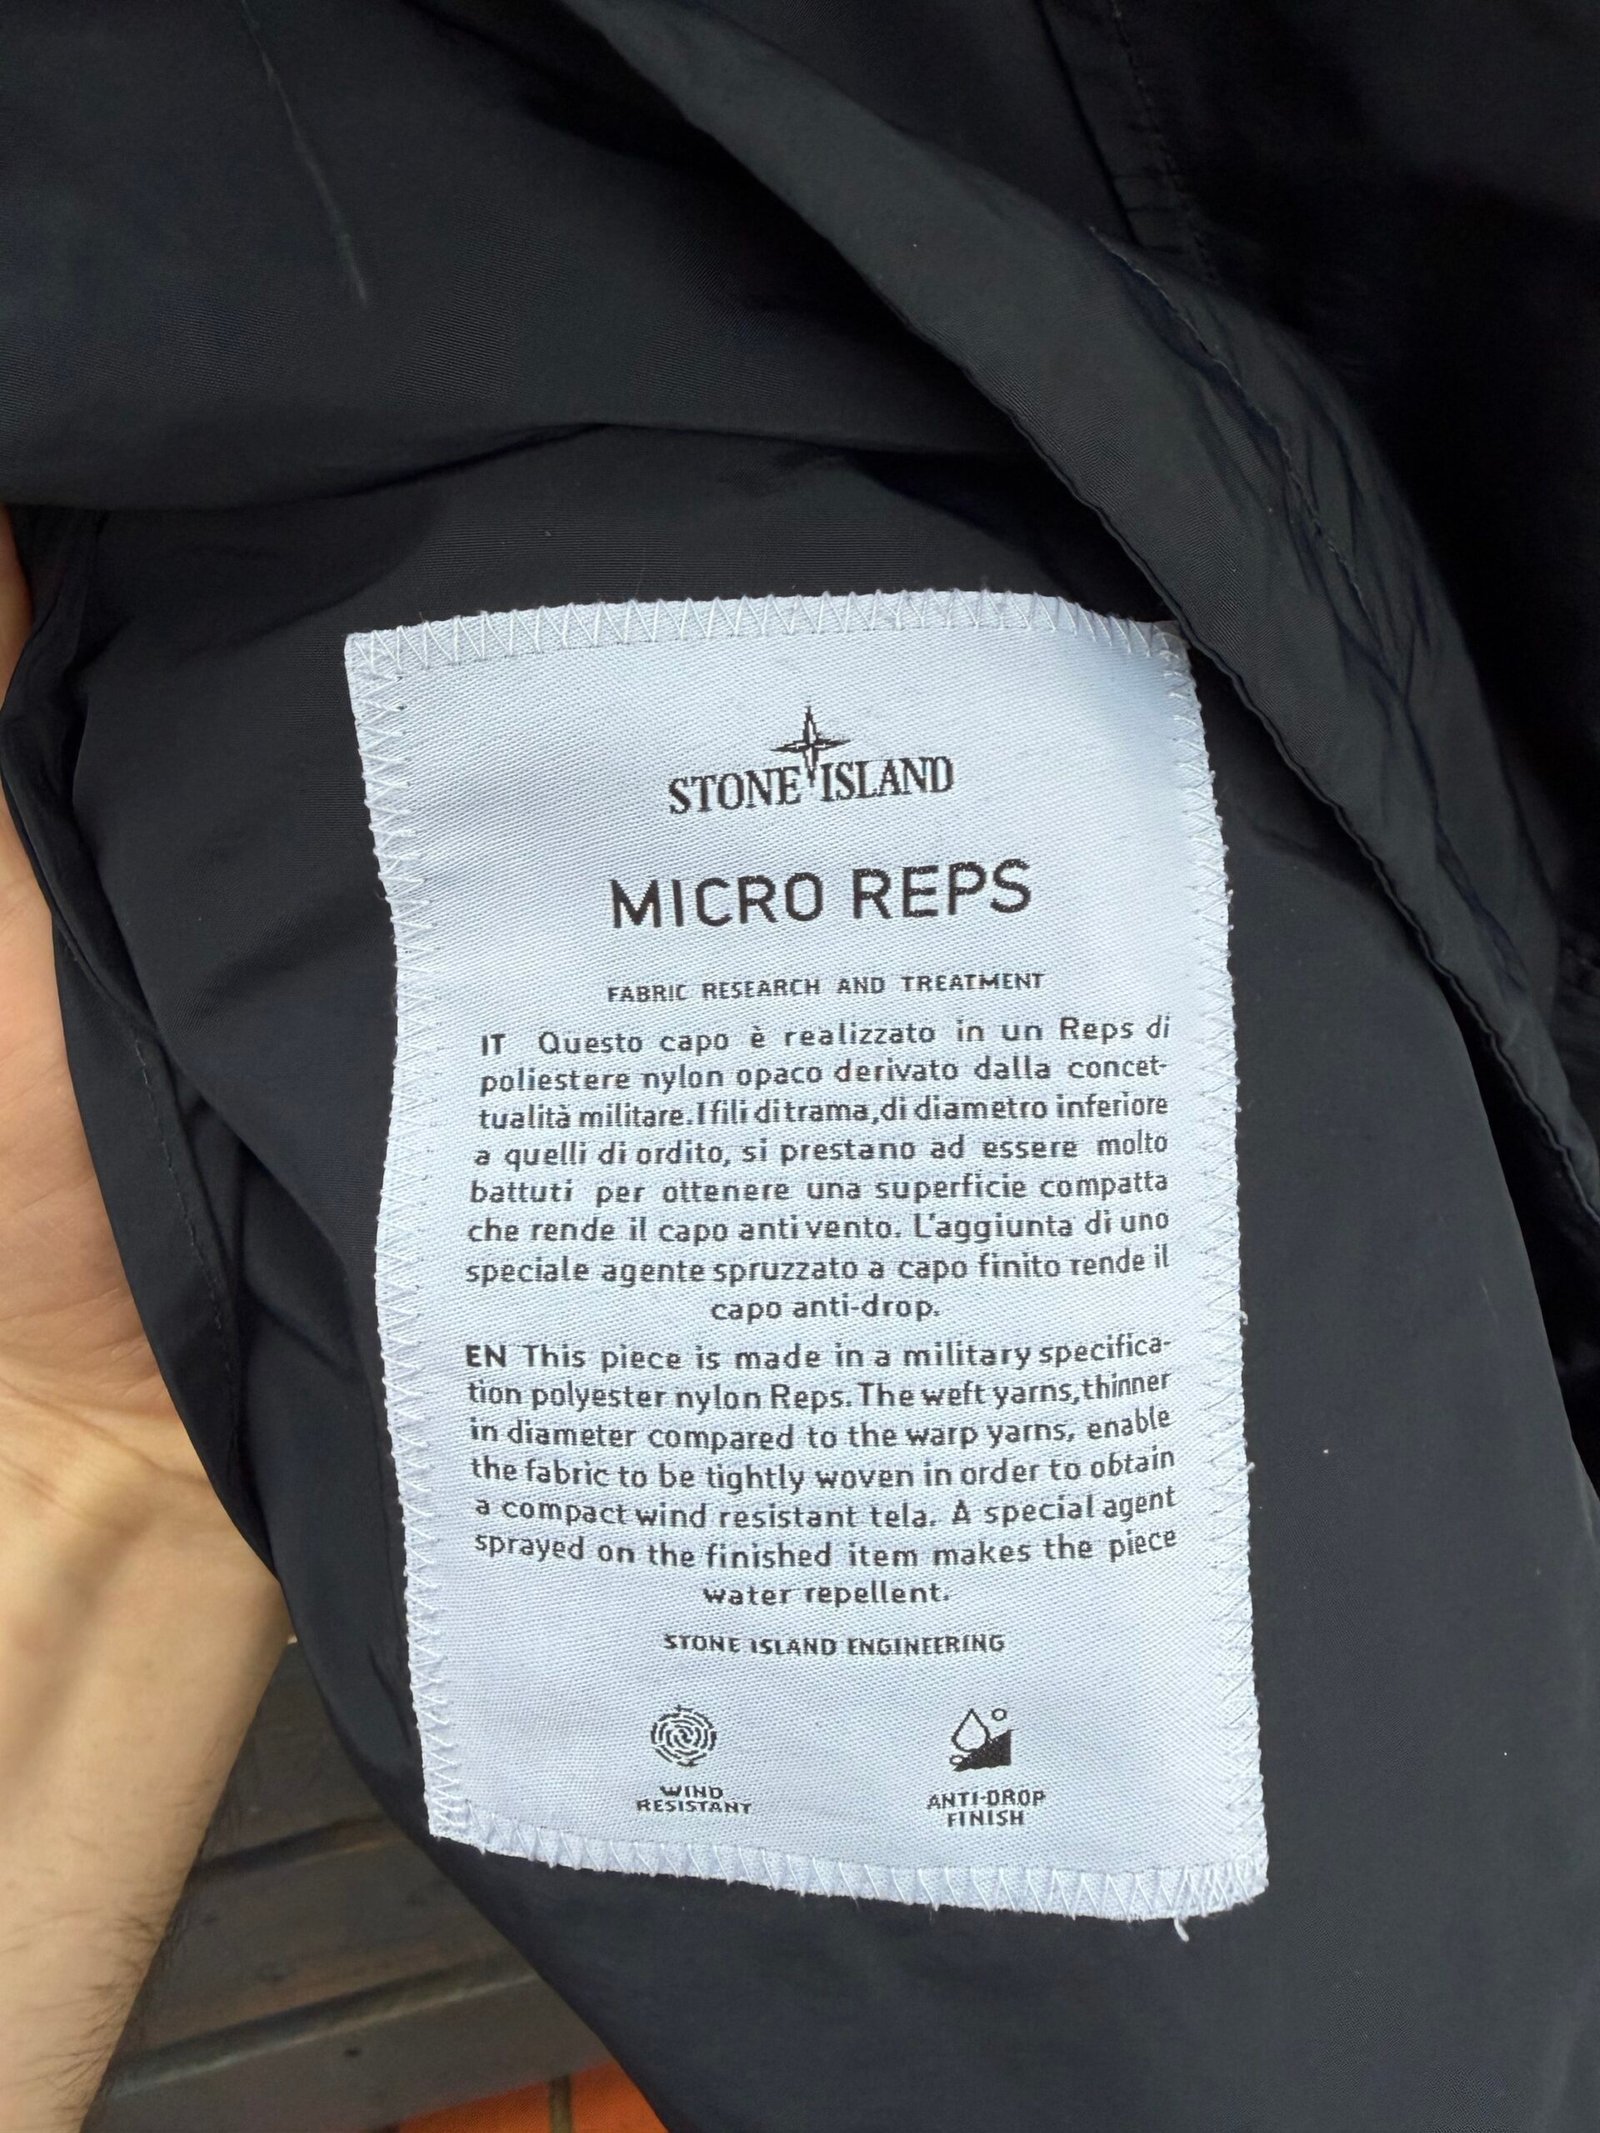 STONE ISLAND
MICRO REPS
FABRIC RESEARCH AND TREATMENT
IT Questo capo è realizzato in un Reps di
poliestere nylon opaco derivato dalla concet-
tualità militare. I fili di trama, di diametro inferiore
a quelli di ordito, si prestano ad essere molto
battuti per ottenere una superficie compatta
che rende il capo anti vento. L'aggiunta di uno
speciale agente spruzzato a capo finito rende il
capo anti-drop.
EN This piece is made in a military specifica-
tion polyester nylon Reps. The weft yarns, thinner
in diameter compared to the warp yarns, enable
the fabric to be tightly woven in order to obtain
a compact wind resistant tela. A special agent
sprayed on the finished item makes the piece
water repellent.
STONE ISLAND ENGINEERING
WIND
RESISTANT
ANTI-DROP
FINISH